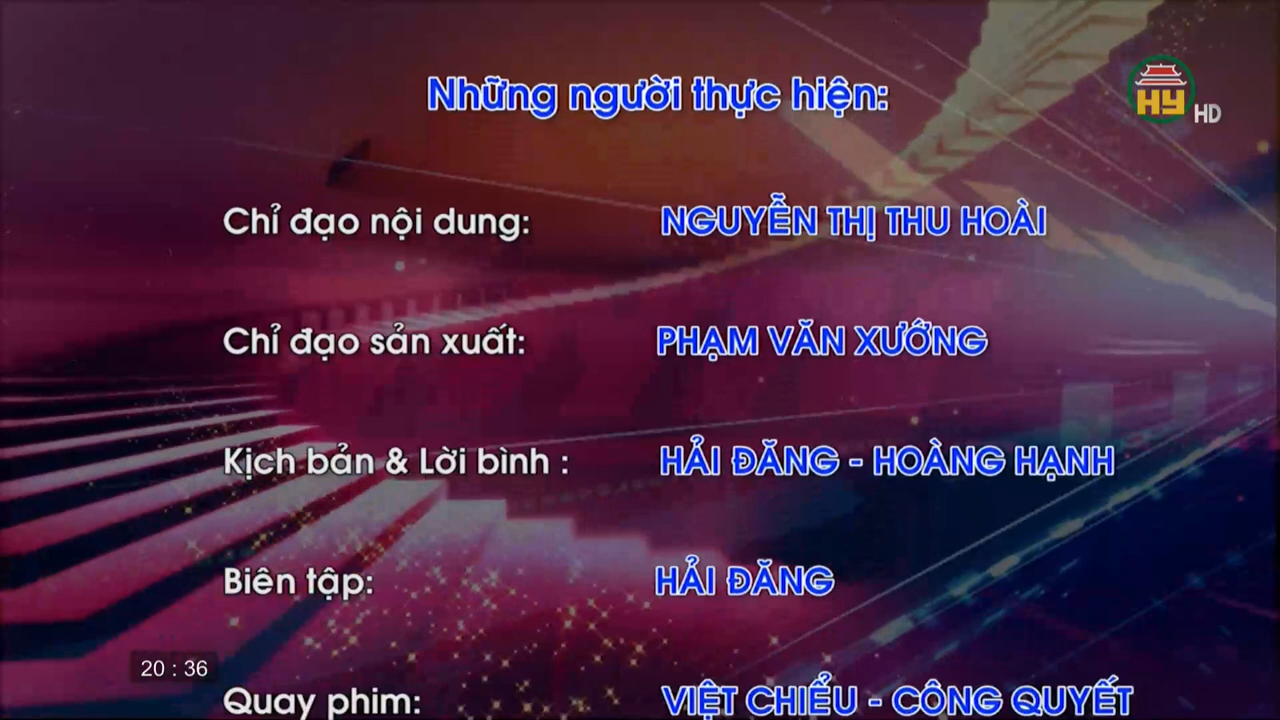 Những người thực hiện:
HY HD
Chỉ đạo nội dung: NGUYỄN THỊ THU HOÀI
Chỉ đạo sản xuất: PHẠM VĂN XƯỚNG
Kịch bản & Lời bình : HẢI ĐĂNG - HOÀNG HẠNH
Biên tập: HẢI ĐĂNG
20 : 36
Quay phim: VIỆT CHIỂU - CÔNG QUYẾT